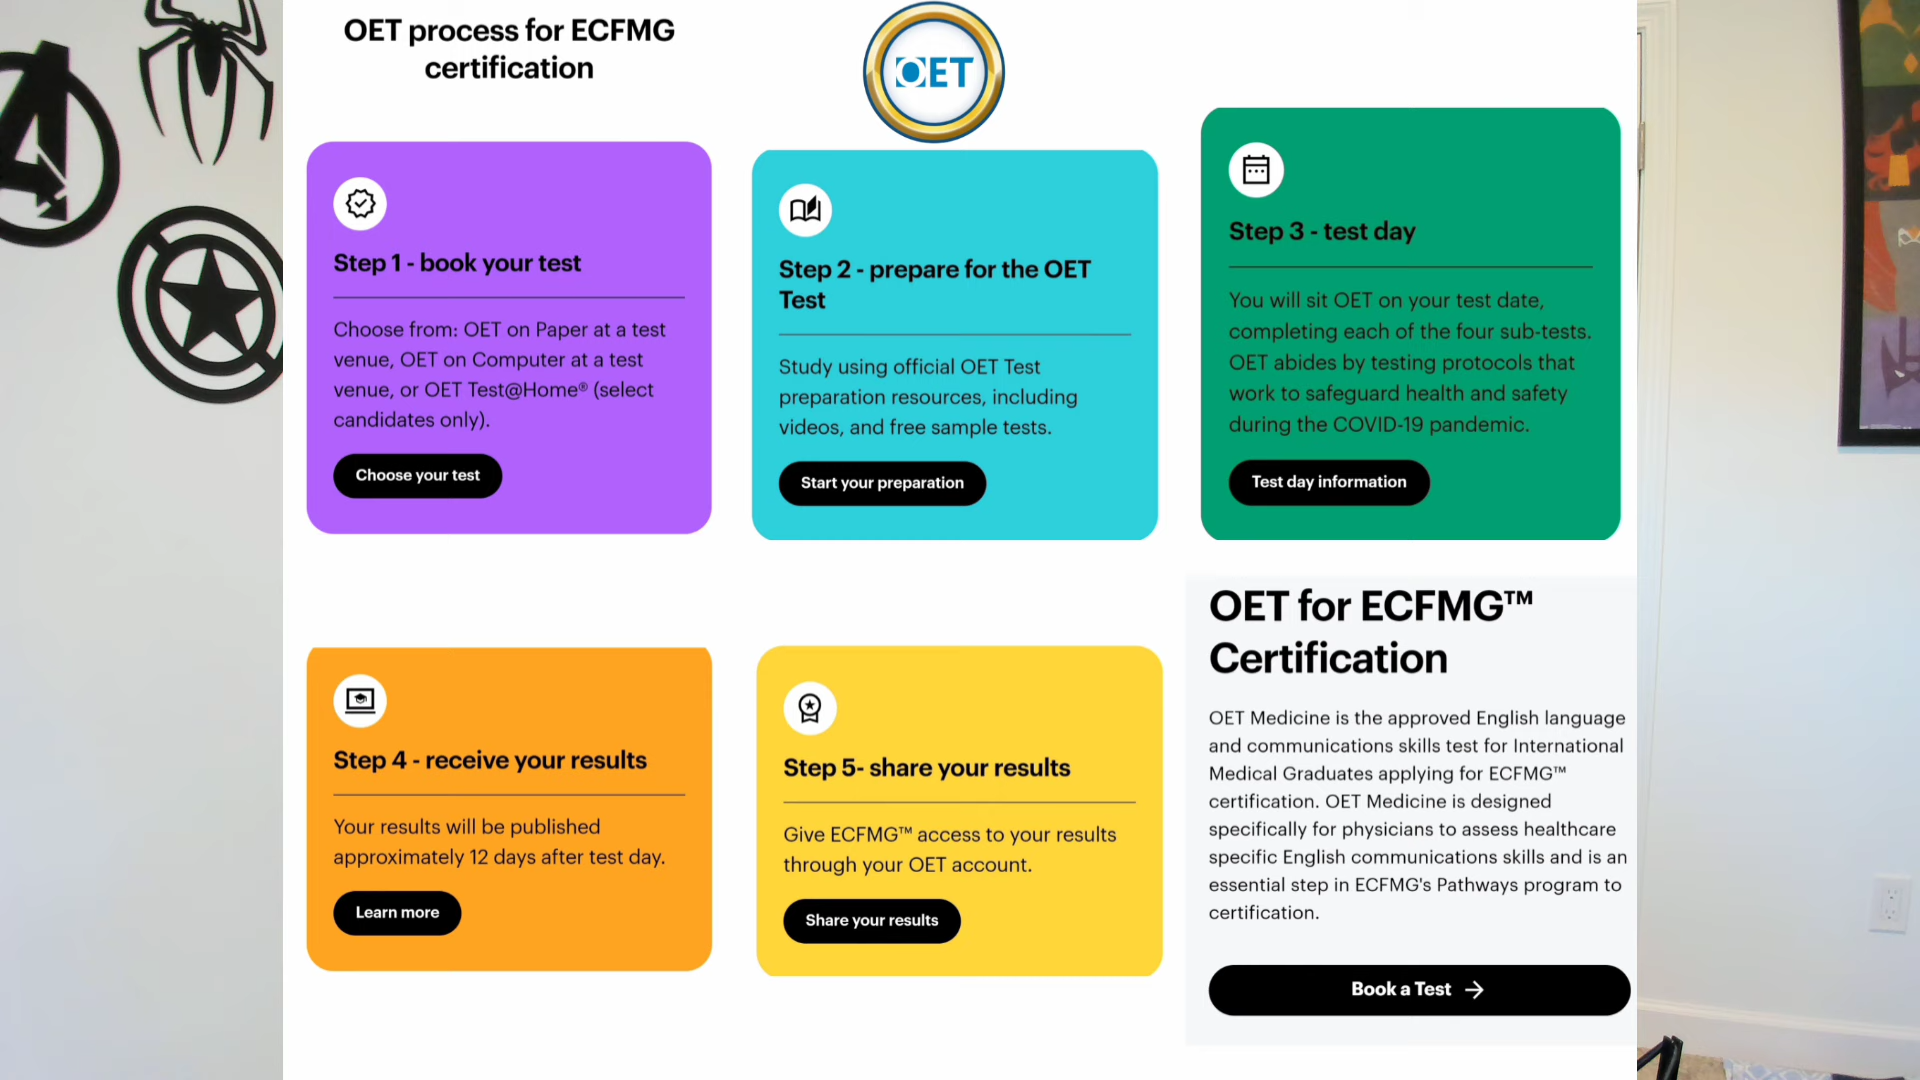 OET process for ECFMG
certification
OET
Step 1 - book your test
Choose from: OET on Paper at a test
venue, OET on Computer at a test
venue, or OET Test@Home® (select
candidates only).
Choose your test
Step 2 - prepare for the OET
Test
Study using official OET Test
preparation resources, including
videos, and free sample tests.
Start your preparation
Step 3 - test day
You will sit OET on your test date,
completing each of the four sub-tests.
OET abides by testing protocols that
work to safeguard health and safety
during the COVID-19 pandemic.
Test day information
Step 4 - receive your results
Your results will be published
approximately 12 days after test day.
Learn more
Step 5- share your results
Give ECFMG™ access to your results
through your OET account.
Share your results
OET for ECFMG™
Certification
OET Medicine is the approved English language
and communications skills test for International
Medical Graduates applying for ECFMG™
certification. OET Medicine is designed
specifically for physicians to assess healthcare
specific English communications skills and is an
essential step in ECFMG's Pathways program to
certification.
Book a Test →